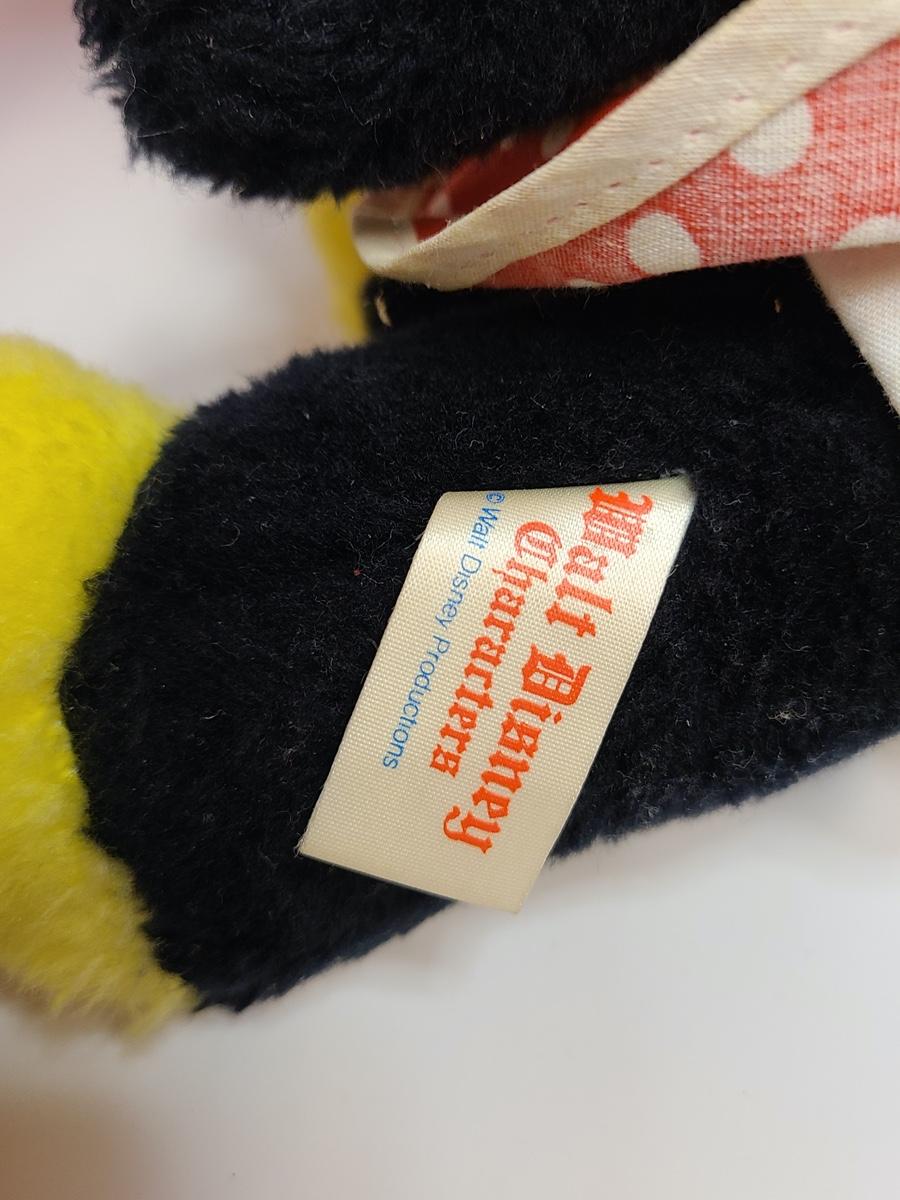 Walt Disney
Characters
© Walt Disney Productions